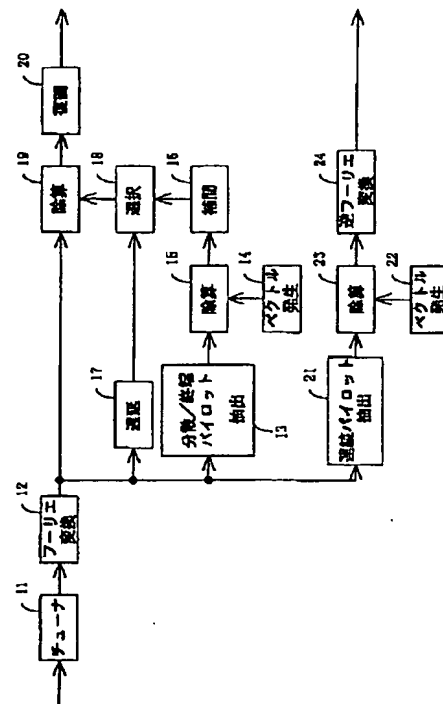 11
チューナ
12
フーリエ
変換
17
遅延
分散/終端
パイロット
抽出
13
21
連続パイロット
抽出
15
除算
14
ベクトル
発生
16
補間
18
選択
19
除算
20
復調
23
除算
22
ベクトル
発生
24
逆フーリエ
変換